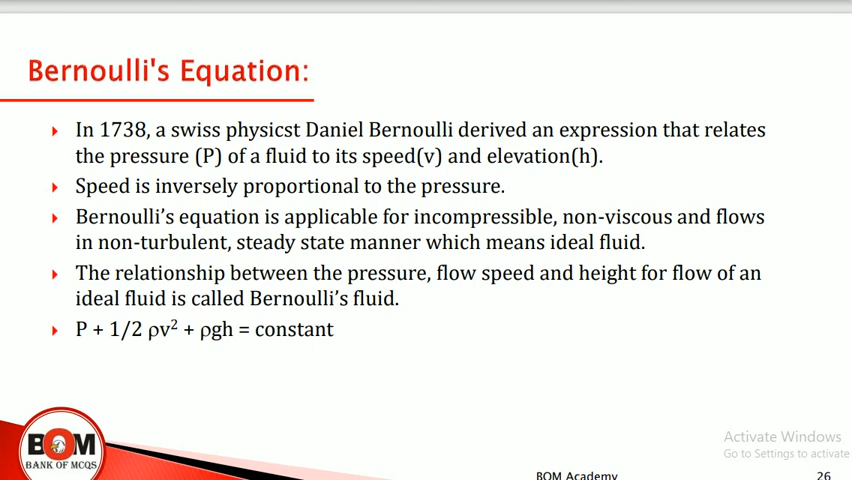 Bernoulli's Equation:
In 1738, a swiss physicst Daniel Bernoulli derived an expression that relates
the pressure (P) of a fluid to its speed(v) and elevation(h).
Speed is inversely proportional to the pressure.
Bernoulli's equation is applicable for incompressible, non-viscous and flows
in non-turbulent, steady state manner which means ideal fluid.
The relationship between the pressure, flow speed and height for flow of an
ideal fluid is called Bernoulli's fluid.
P + 1/2 ρv² + ρgh = constant
BOM
BANK OF MCQS
Activate Windows
Go to Settings to activate
BOM Academy
26